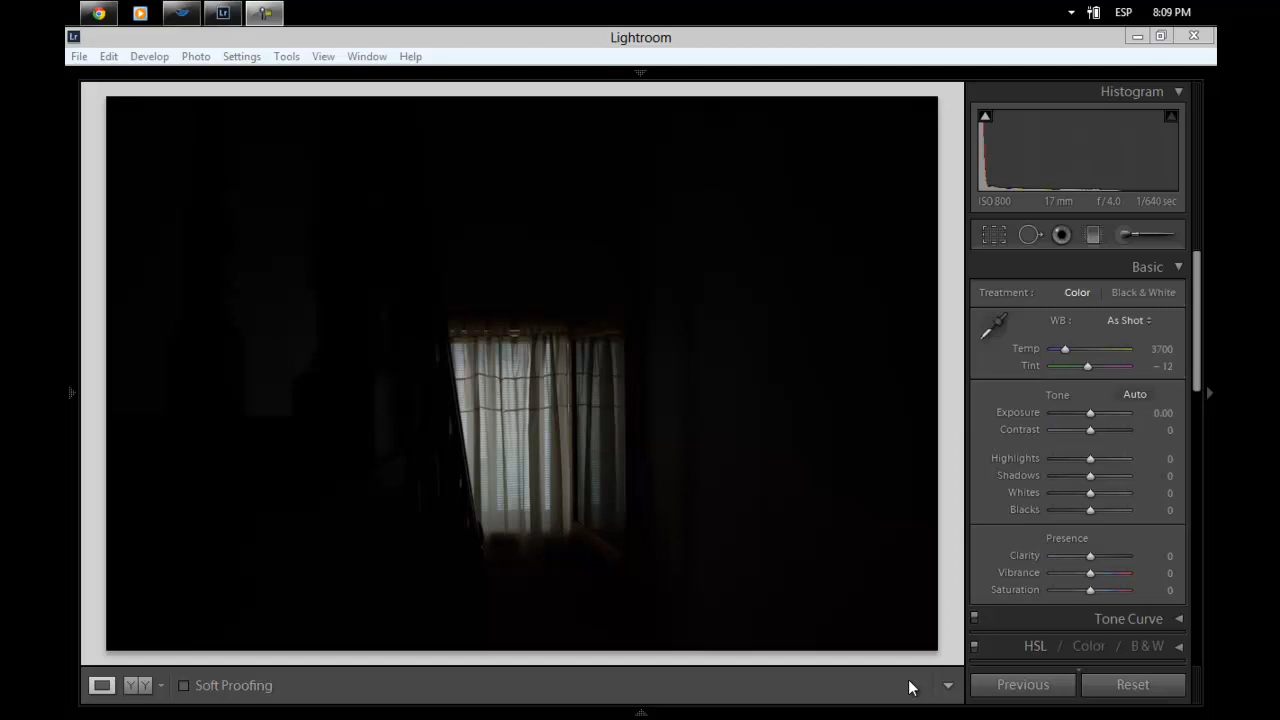 ESP 8:09 PM
Lr Lightroom
File Edit Develop Photo Settings Tools View Window Help
Histogram
ISO 800 17 mm f / 4.0 1/640 sec
Basic
Treatment : Color Black & White
WB : As Shot
Temp 3700
Tint – 12
Tone Auto
Exposure 0.00
Contrast 0
Highlights 0
Shadows 0
Whites 0
Blacks 0
Presence
Clarity 0
Vibrance 0
Saturation 0
Tone Curve
HSL / Color / B & W
Y Y Soft Proofing
Previous Reset